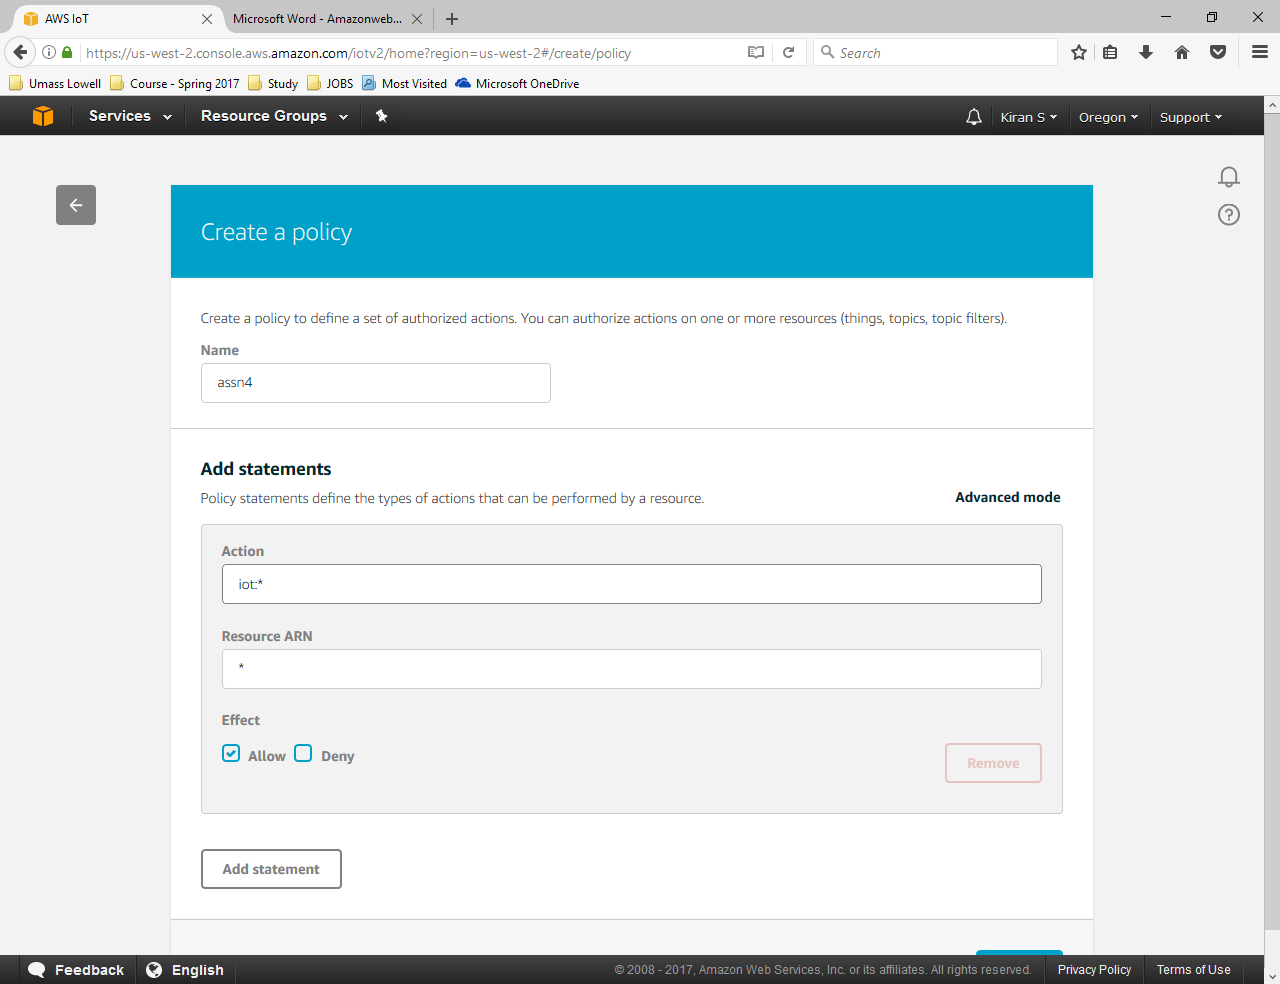 AWS IoT
Microsoft Word - Amazonweb...
https://us-west-2.console.aws.amazon.com/iotv2/home?region=us-west-2#/create/policy
Search
Umass Lowell Course - Spring 2017 Study JOBS Most Visited Microsoft OneDrive
Services Resource Groups Kiran S Oregon Support
Create a policy
Create a policy to define a set of authorized actions. You can authorize actions on one or more resources (things, topics, topic filters).
Name
assn4
Add statements
Policy statements define the types of actions that can be performed by a resource.
Advanced mode
Action
iot:*
Resource ARN
*
Effect
Allow Deny
Remove
Add statement
Feedback English © 2008 - 2017, Amazon Web Services, Inc. or its affiliates. All rights reserved. Privacy Policy Terms of Use